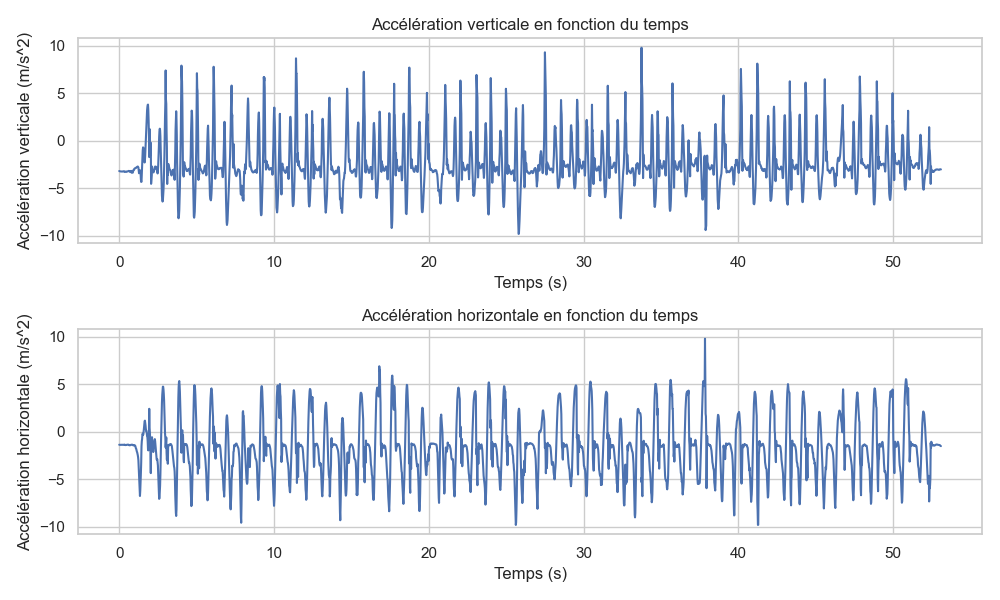 Accélération verticale en fonction du temps
Accélération verticale (m/s^2)
10
5
0
−5
−10
0 10 20 30 40 50
Temps (s)
Accélération horizontale en fonction du temps
Accélération horizontale (m/s^2)
10
5
0
−5
−10
0 10 20 30 40 50
Temps (s)